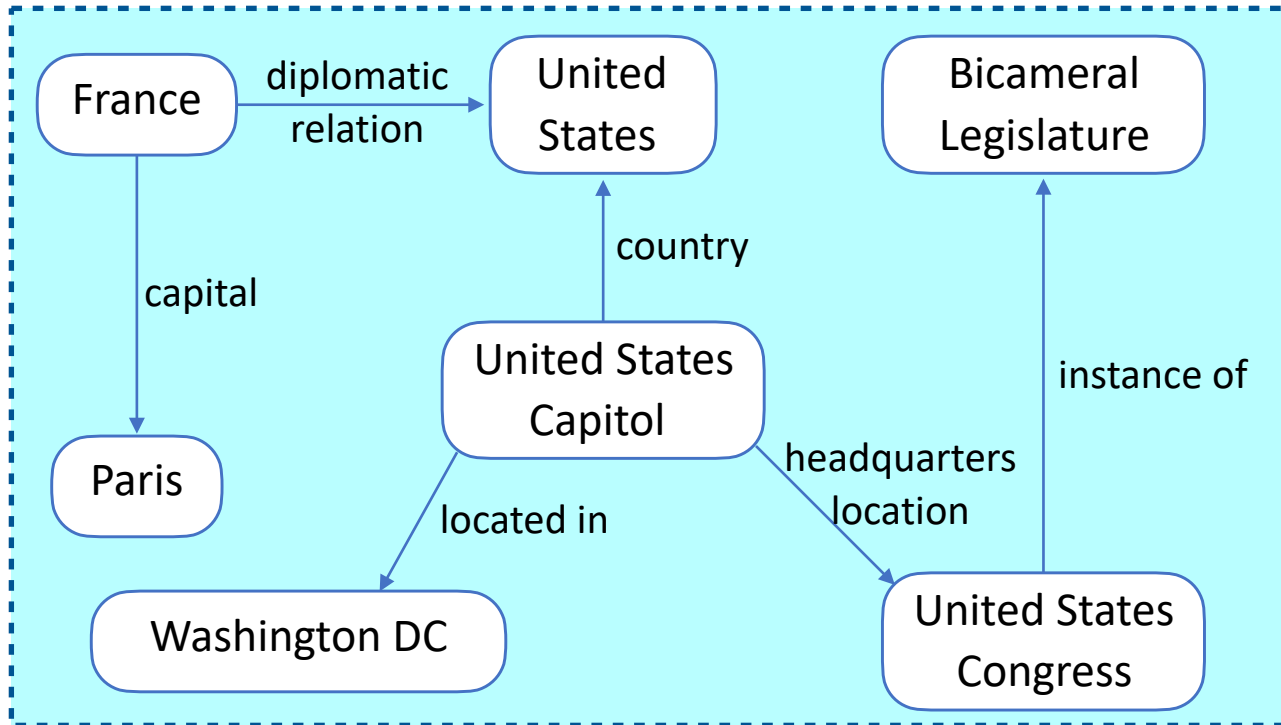 France
diplomatic
relation
United
States
Bicameral
Legislature
country
capital
United States
Capitol
instance of
Paris
headquarters
location
located in
Washington DC
United States
Congress